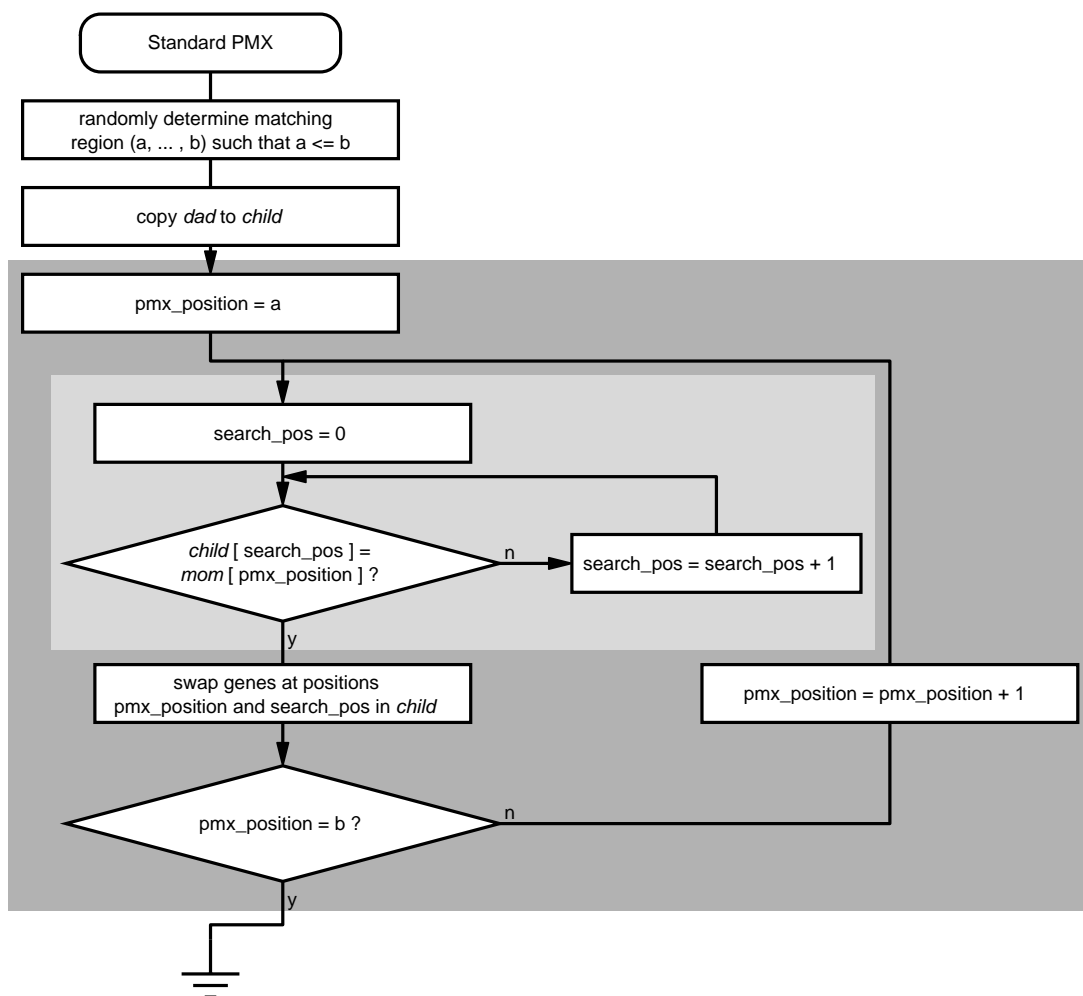 Standard PMX
randomly determine matching
region (a, ... , b) such that a <= b
copy dad to child
pmx_position = a
search_pos = 0
child [ search_pos ] =
mom [ pmx_position ] ?
n
search_pos = search_pos + 1
y
swap genes at positions
pmx_position and search_pos in child
pmx_position = pmx_position + 1
pmx_position = b ?
n
y